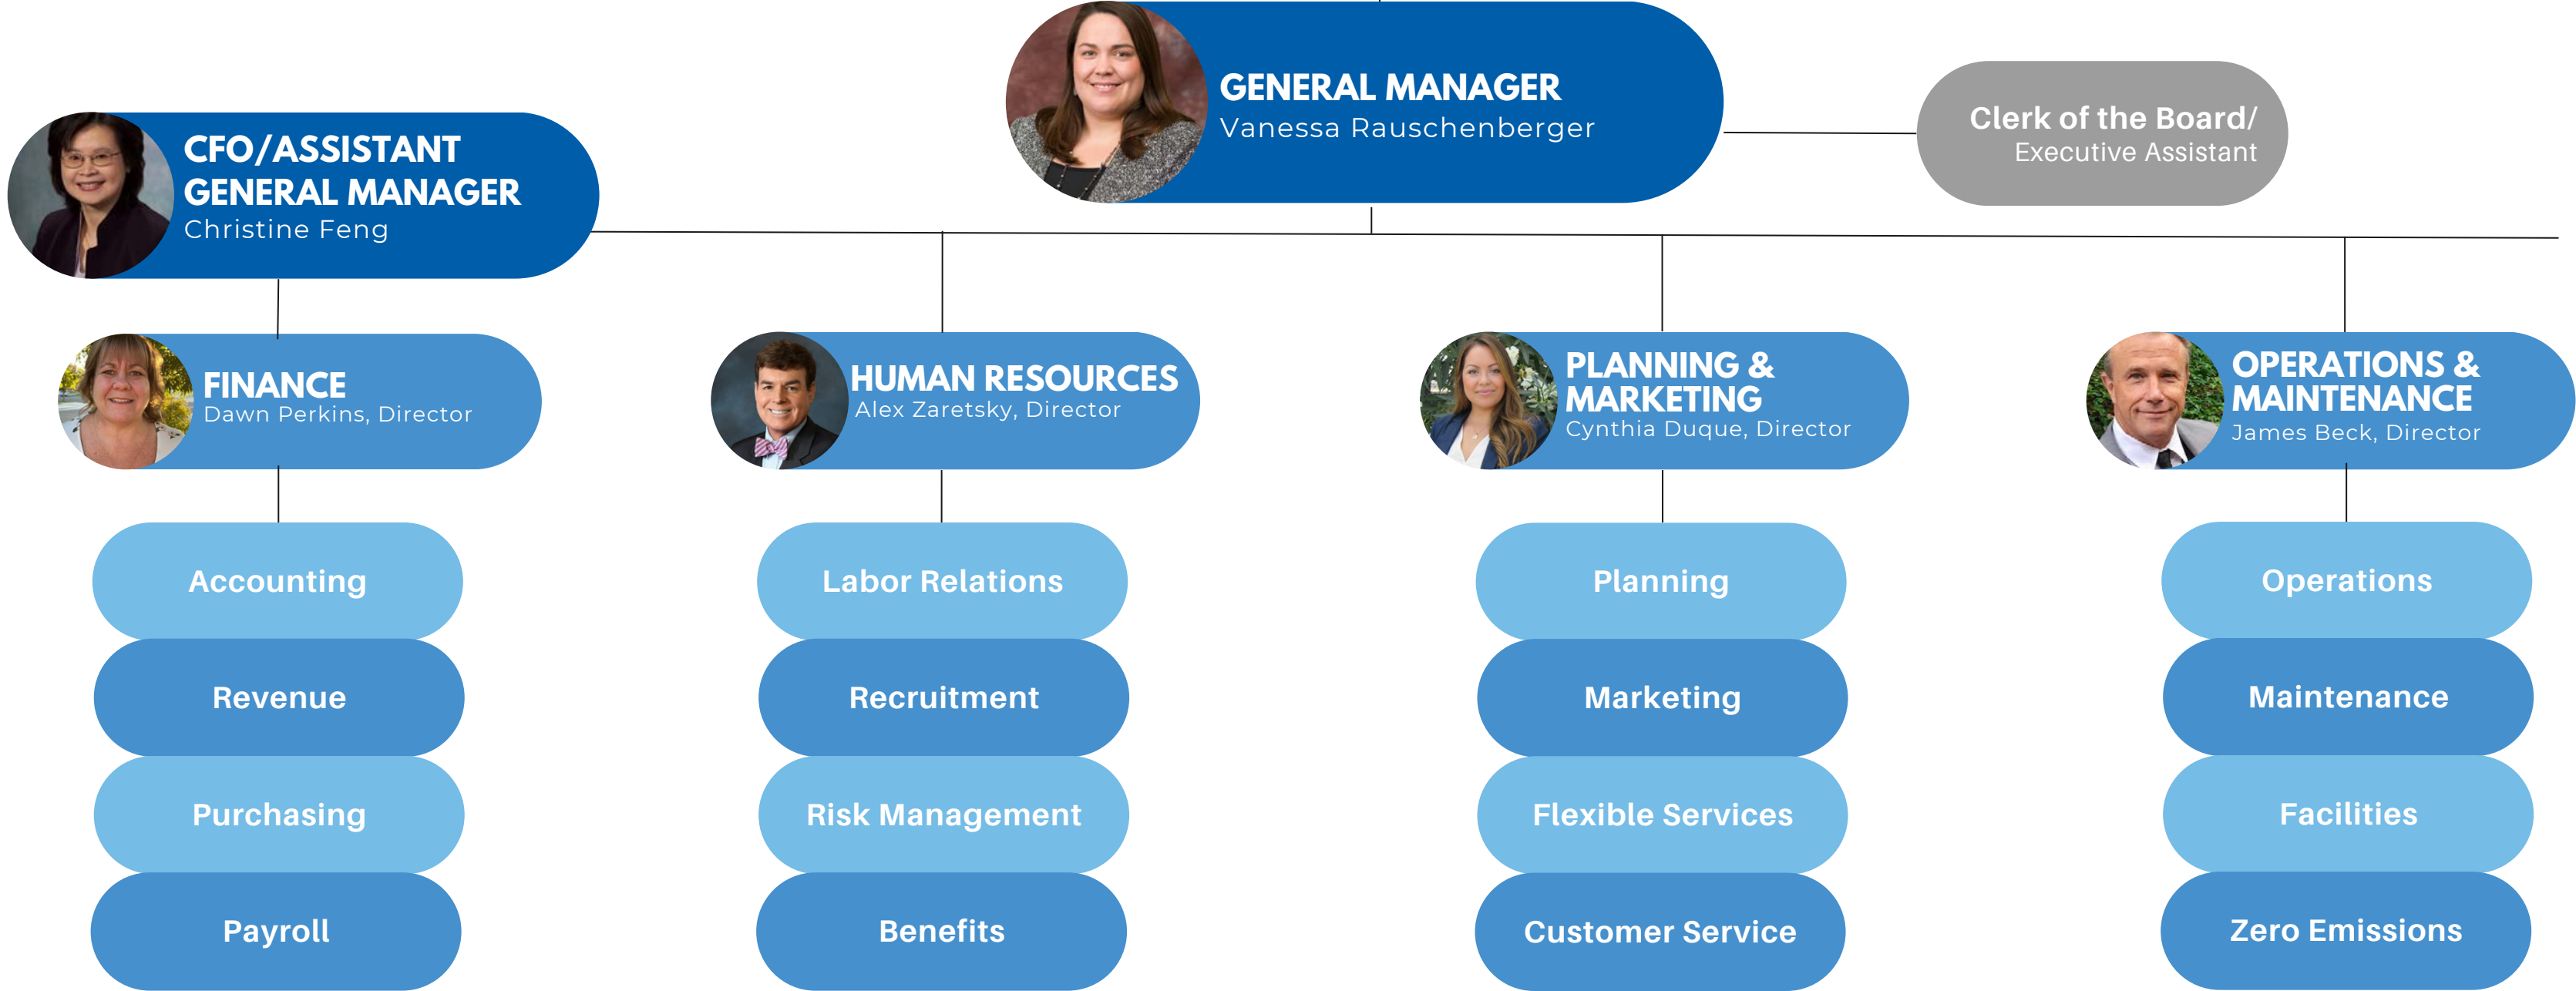 GENERAL MANAGER
Vanessa Rauschenberger
Clerk of the Board/
Executive Assistant
CFO/ASSISTANT
GENERAL MANAGER
Christine Feng
FINANCE
Dawn Perkins, Director
HUMAN RESOURCES
Alex Zaretsky, Director
PLANNING &
MARKETING
Cynthia Duque, Director
OPERATIONS &
MAINTENANCE
James Beck, Director
Accounting
Revenue
Purchasing
Payroll
Labor Relations
Recruitment
Risk Management
Benefits
Planning
Marketing
Flexible Services
Customer Service
Operations
Maintenance
Facilities
Zero Emissions